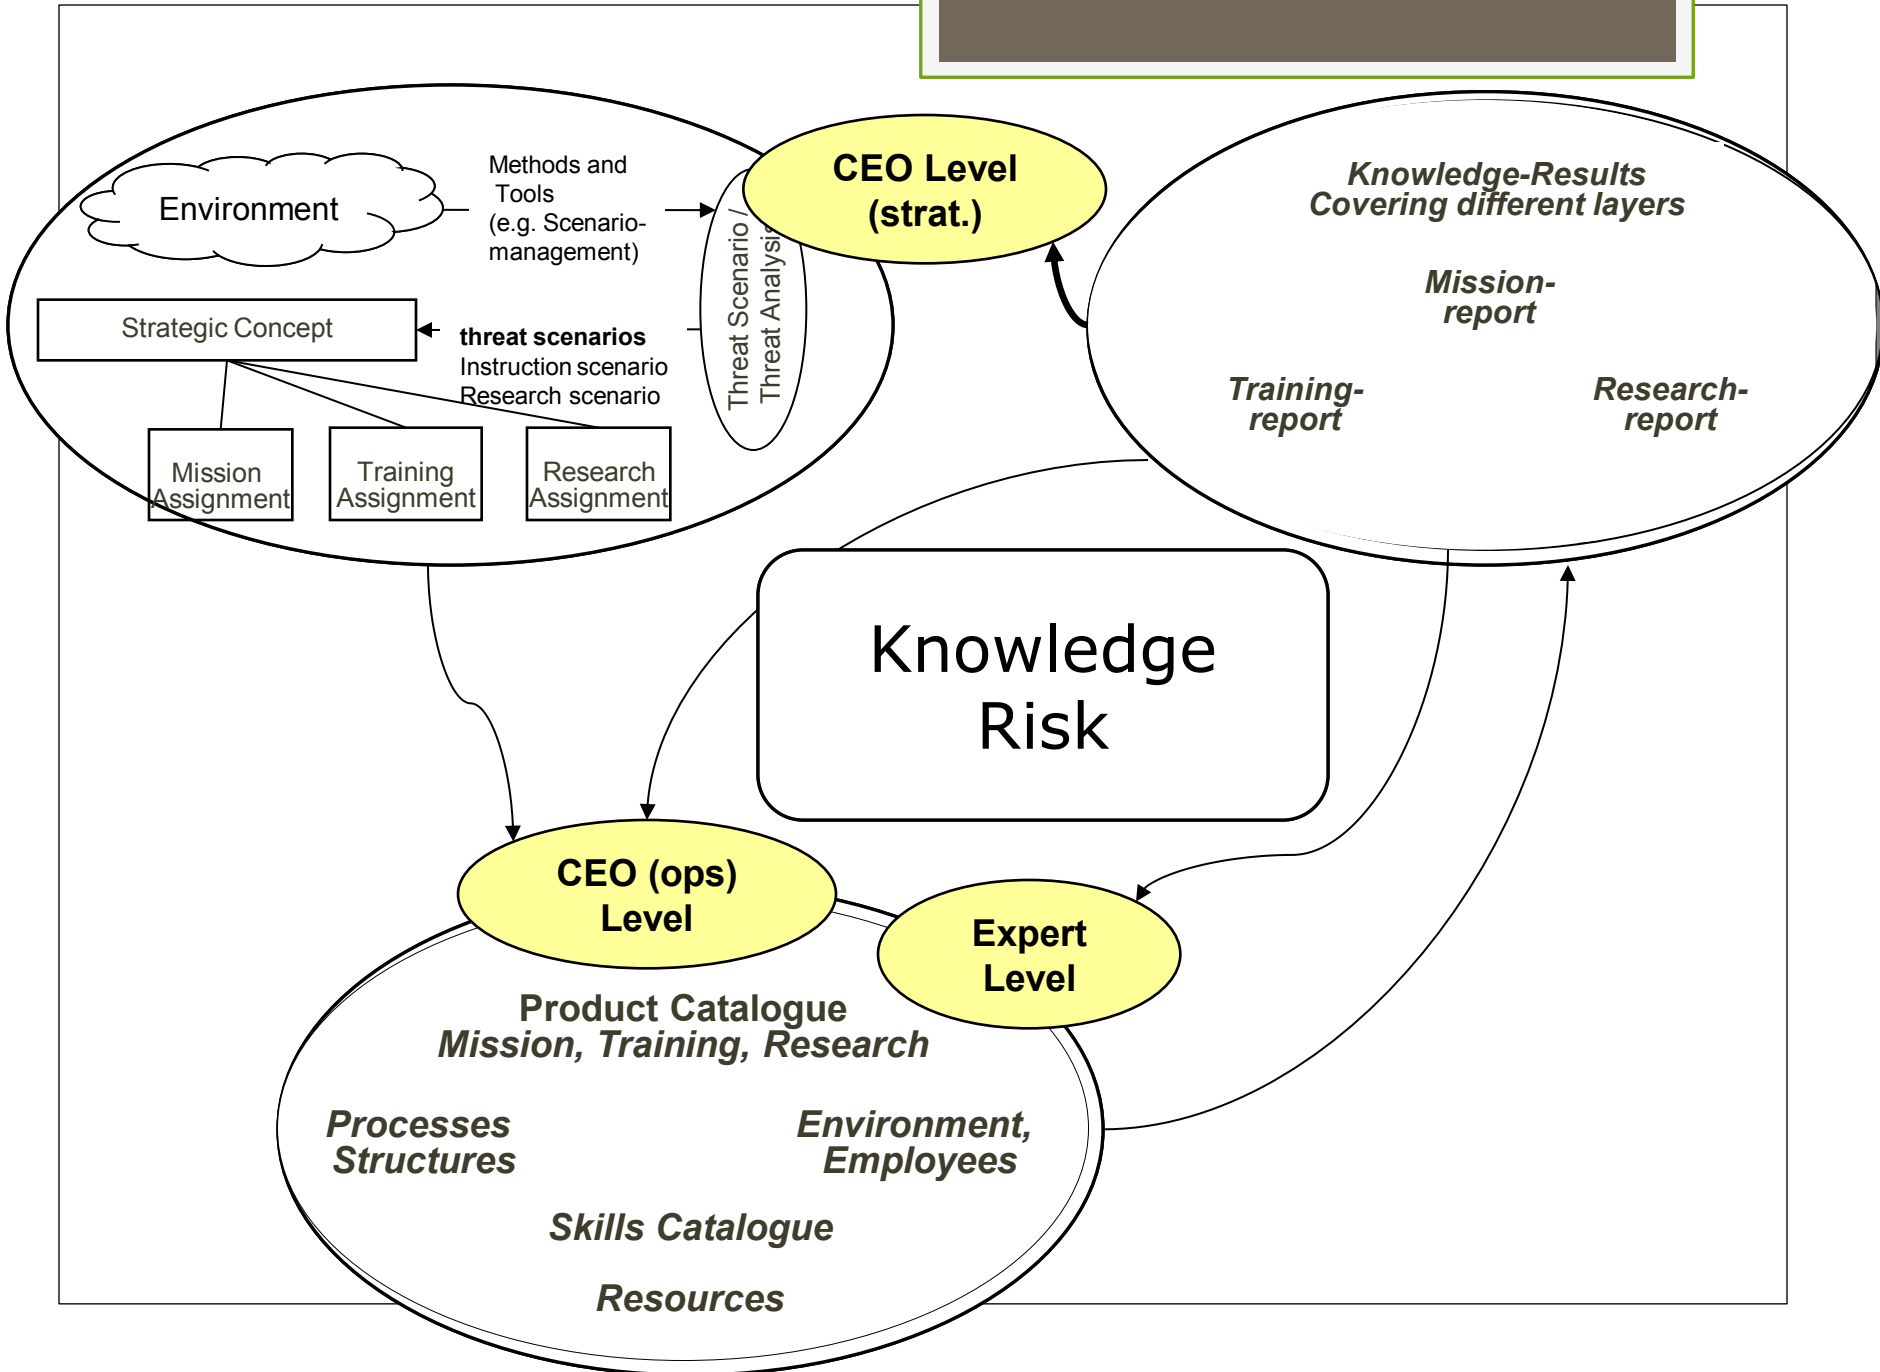 Environment
Methods and
Tools
(e.g. Scenario-
management)
Threat Scenario /
Threat Analysis
CEO Level
(strat.)
Strategic Concept
threat scenarios
Instruction scenario
Research scenario
Mission
Assignment
Training
Assignment
Research
Assignment
Knowledge-Results
Covering different layers
Mission-
report
Training-
report
Research-
report
Knowledge
Risk
CEO (ops)
Level
Expert
Level
Product Catalogue
Mission, Training, Research
Processes
Structures
Environment,
Employees
Skills Catalogue
Resources